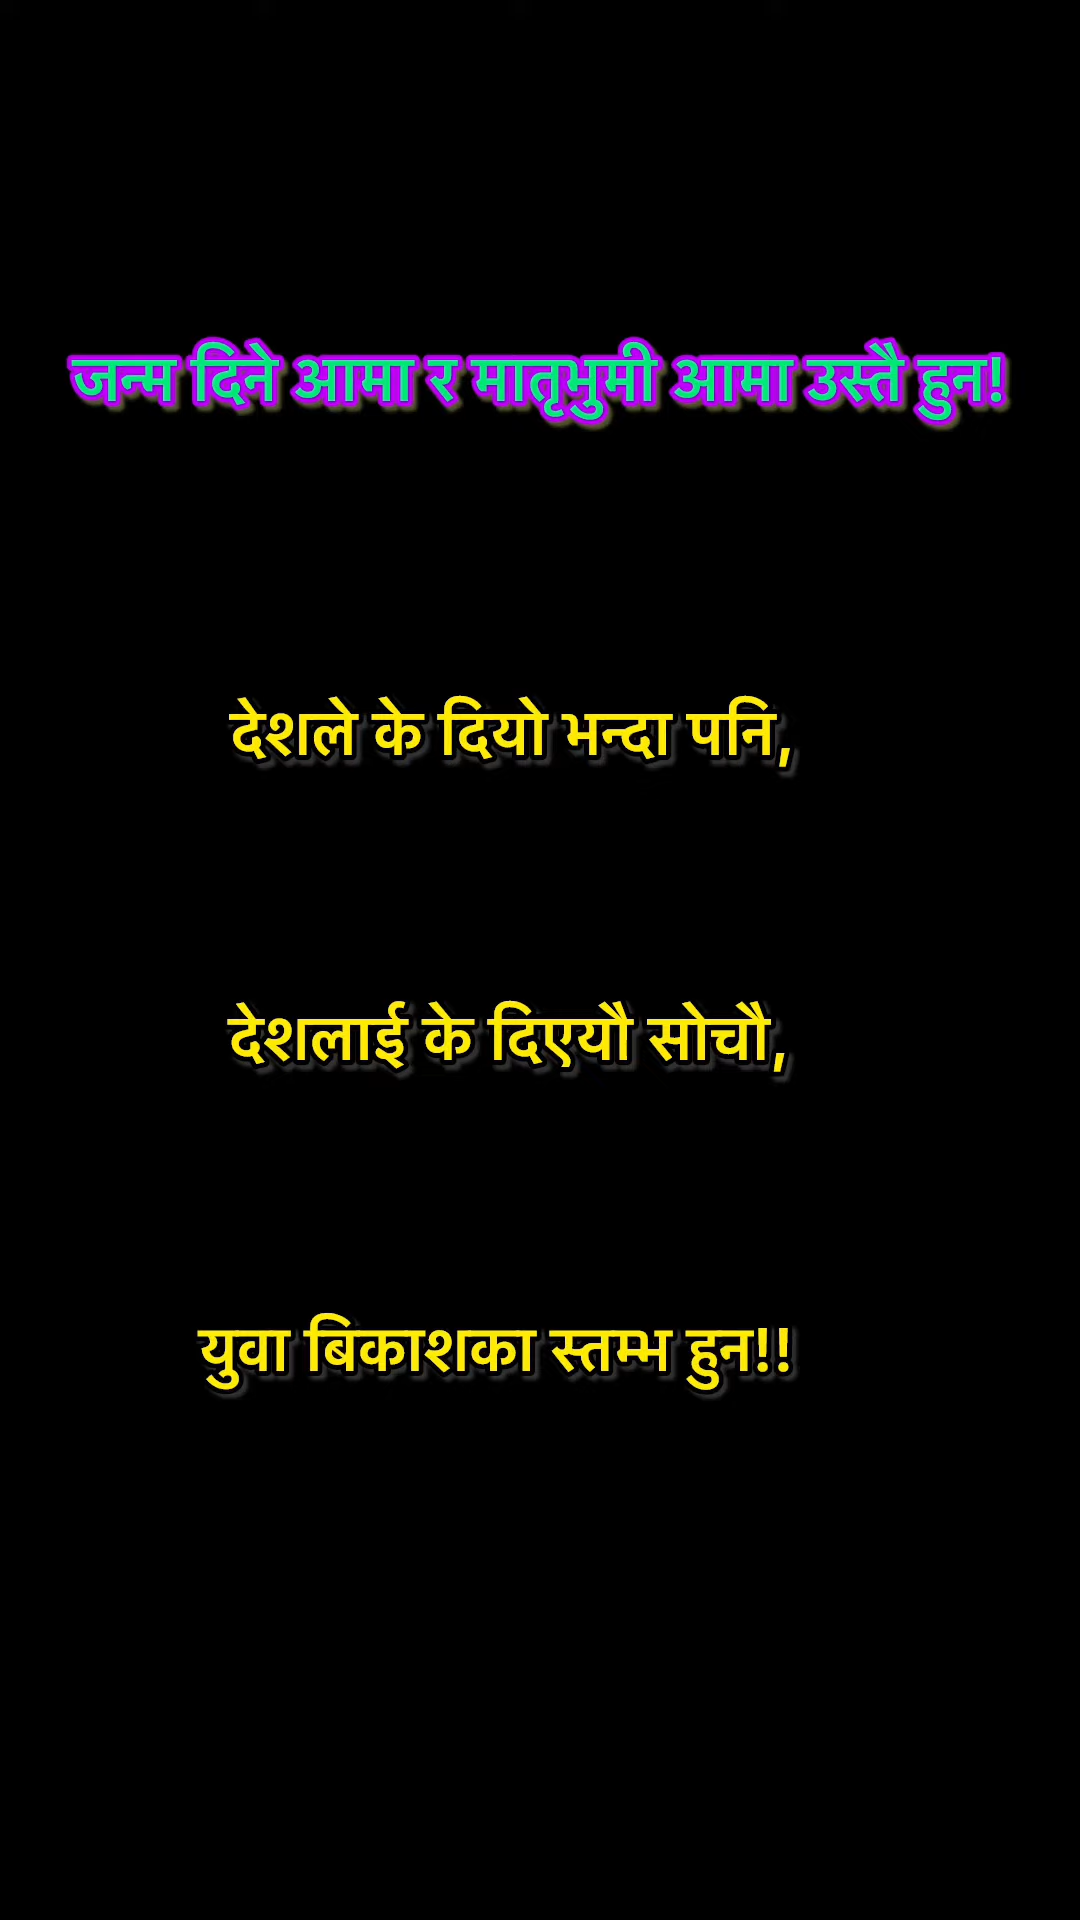 जन्म दिने आमा र मातृभुमी आमा उस्तै हुन!
देशले के दियो भन्दा पनि,
देशलाई के दिएयौ सोचौ,
युवा बिकाशका स्तम्भ हुन!!